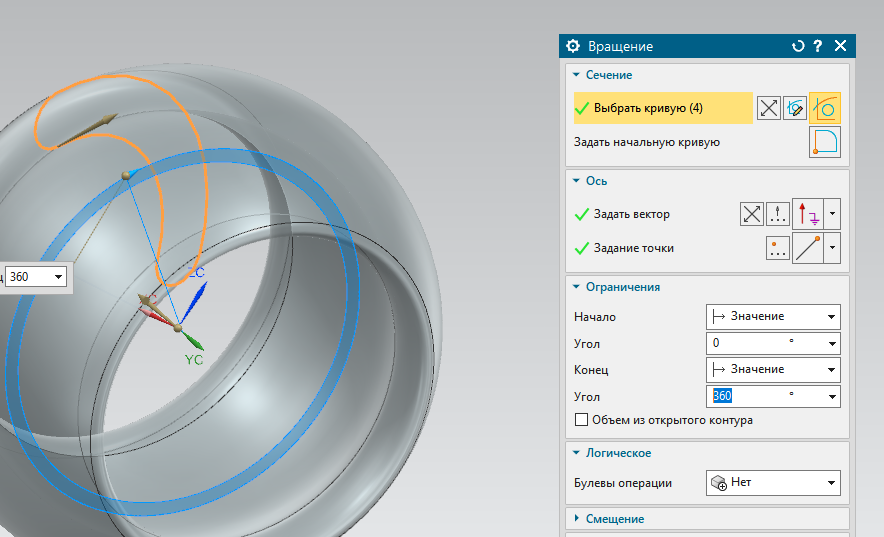 Вращение
Сечение
Выбрать кривую (4)
Задать начальную кривую
Ось
Задать вектор
Задание точки
360
YC
Ограничения
Начало
Значение
Угол
0
°
Конец
Значение
Угол
360
°
Объем из открытого контура
Логическое
Булевы операции
Нет
Смещение